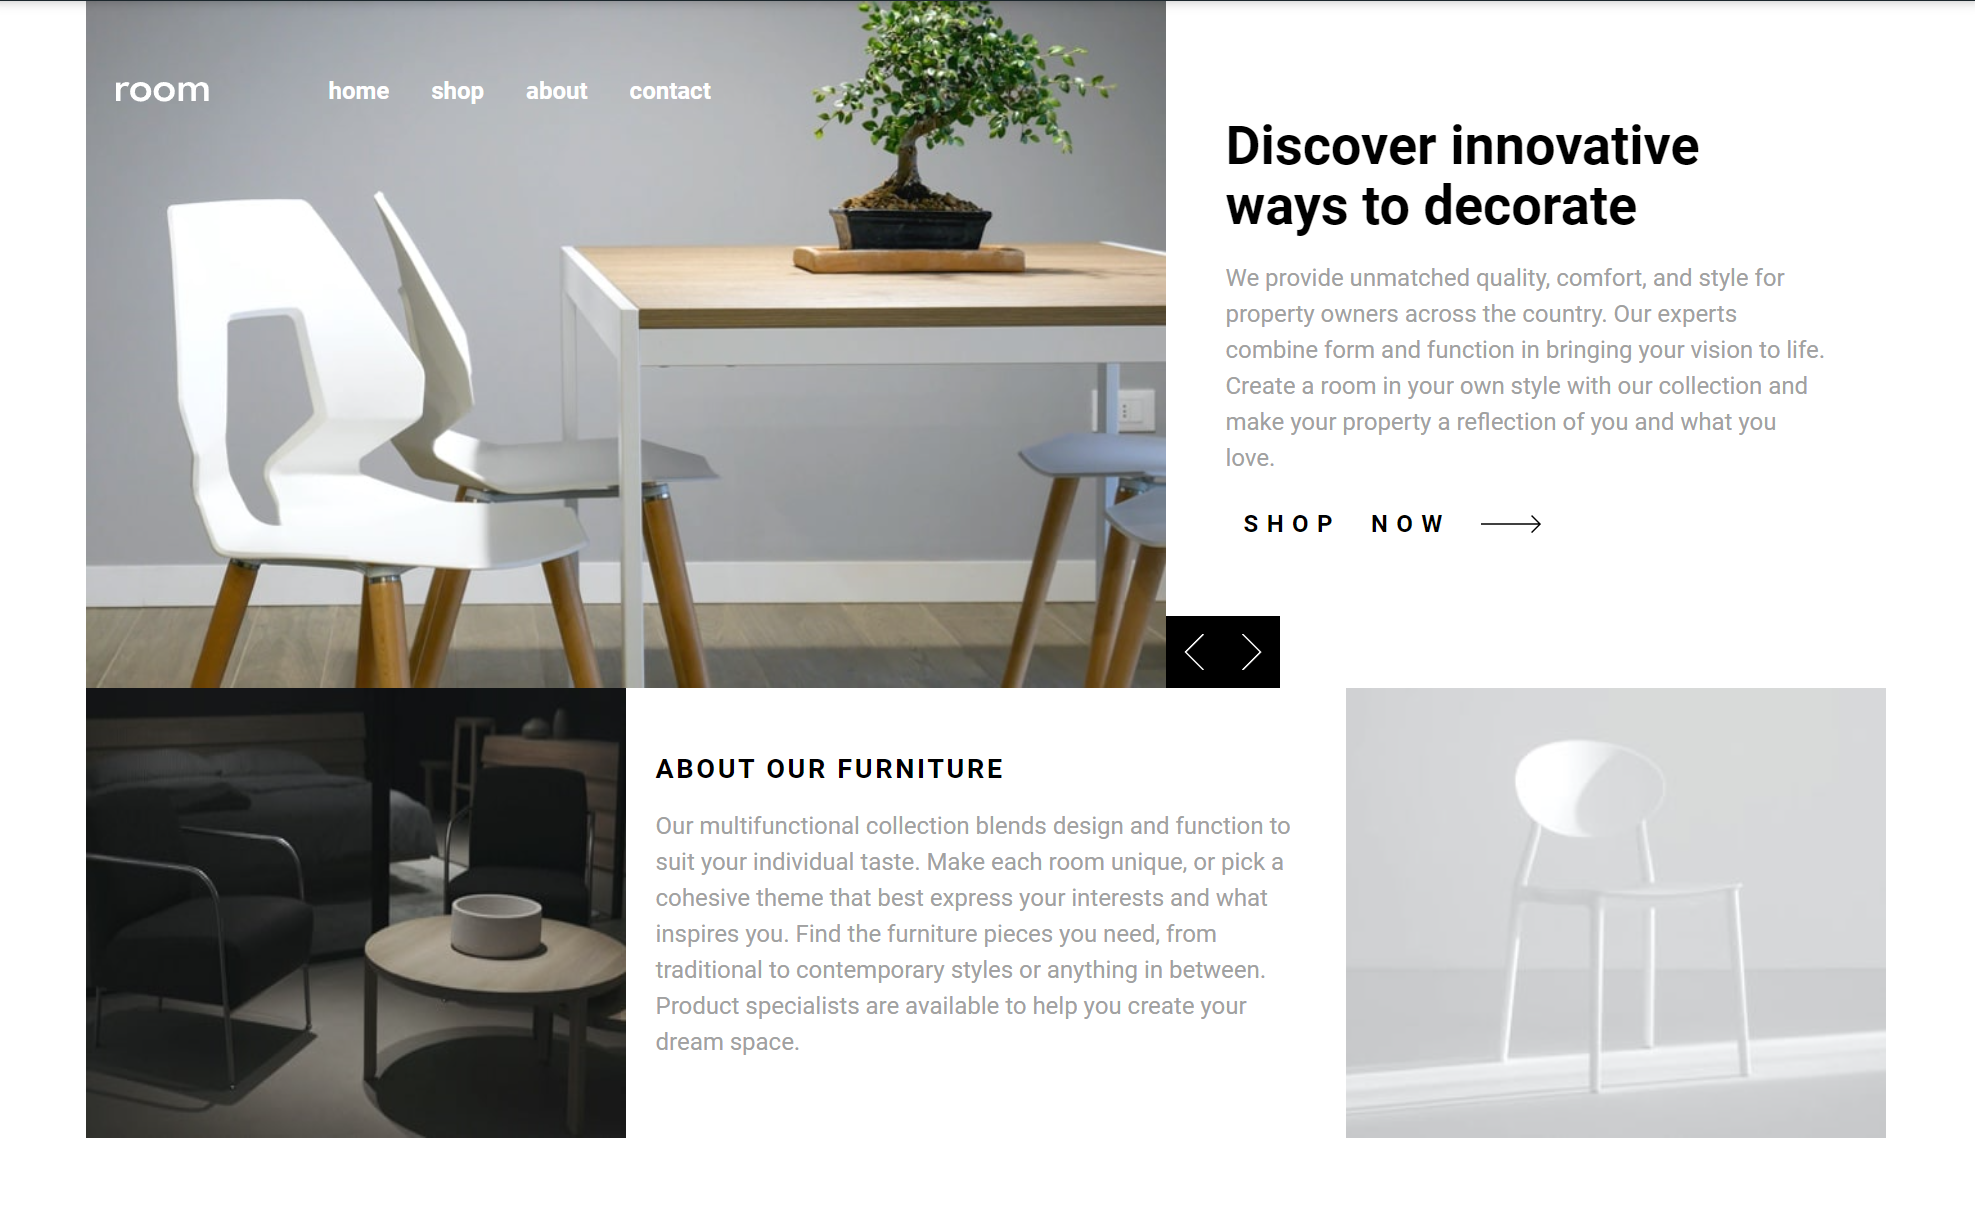 room
home shop about contact
Discover innovative
ways to decorate
We provide unmatched quality, comfort, and style for
property owners across the country. Our experts
combine form and function in bringing your vision to life.
Create a room in your own style with our collection and
make your property a reflection of you and what you
love.
SHOP NOW
ABOUT OUR FURNITURE
Our multifunctional collection blends design and function to
suit your individual taste. Make each room unique, or pick a
cohesive theme that best express your interests and what
inspires you. Find the furniture pieces you need, from
traditional to contemporary styles or anything in between.
Product specialists are available to help you create your
dream space.